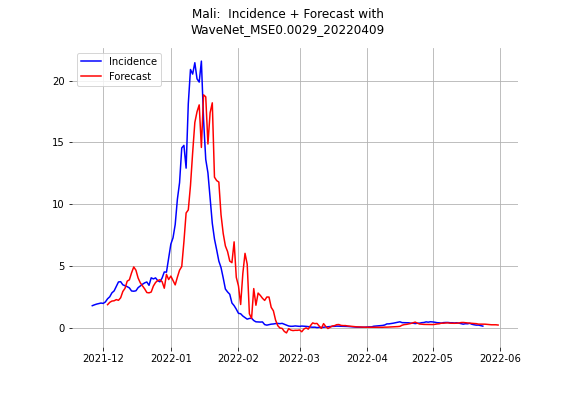 Mali:  Incidence + Forecast with
WaveNet_MSE0.0029_20220409
Incidence
Forecast
20
15
10
5
0
2021-12 2022-01 2022-02 2022-03 2022-04 2022-05 2022-06